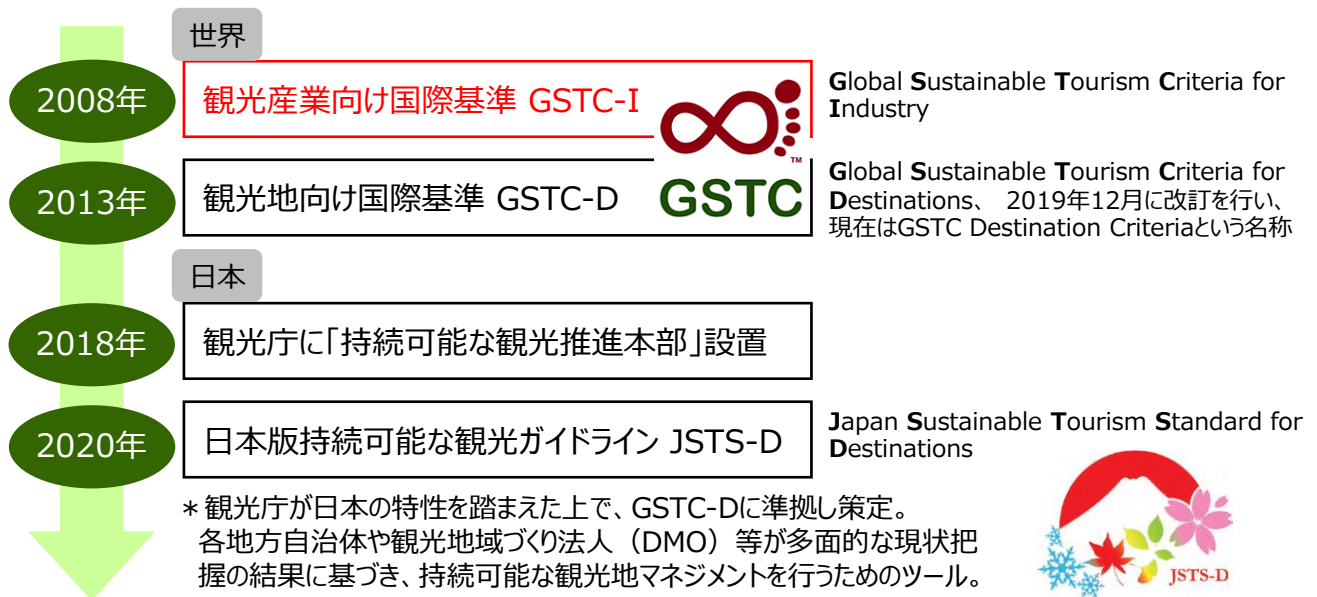 世界
2008年
観光産業向け国際基準 GSTC-I
Global Sustainable Tourism Criteria for
Industry
TM
GSTC
2013年
観光地向け国際基準 GSTC-D
Global Sustainable Tourism Criteria for
Destinations、 2019年12月に改訂を行い、
現在はGSTC Destination Criteriaという名称
日本
2018年
観光庁に「持続可能な観光推進本部」設置
2020年
日本版持続可能な観光ガイドライン JSTS-D
Japan Sustainable Tourism Standard for
Destinations
＊観光庁が日本の特性を踏まえた上で、GSTC-Dに準拠し策定。
各地方自治体や観光地域づくり法人（DMO）等が多面的な現状把
握の結果に基づき、持続可能な観光地マネジメントを行うためのツール。
JSTS-D